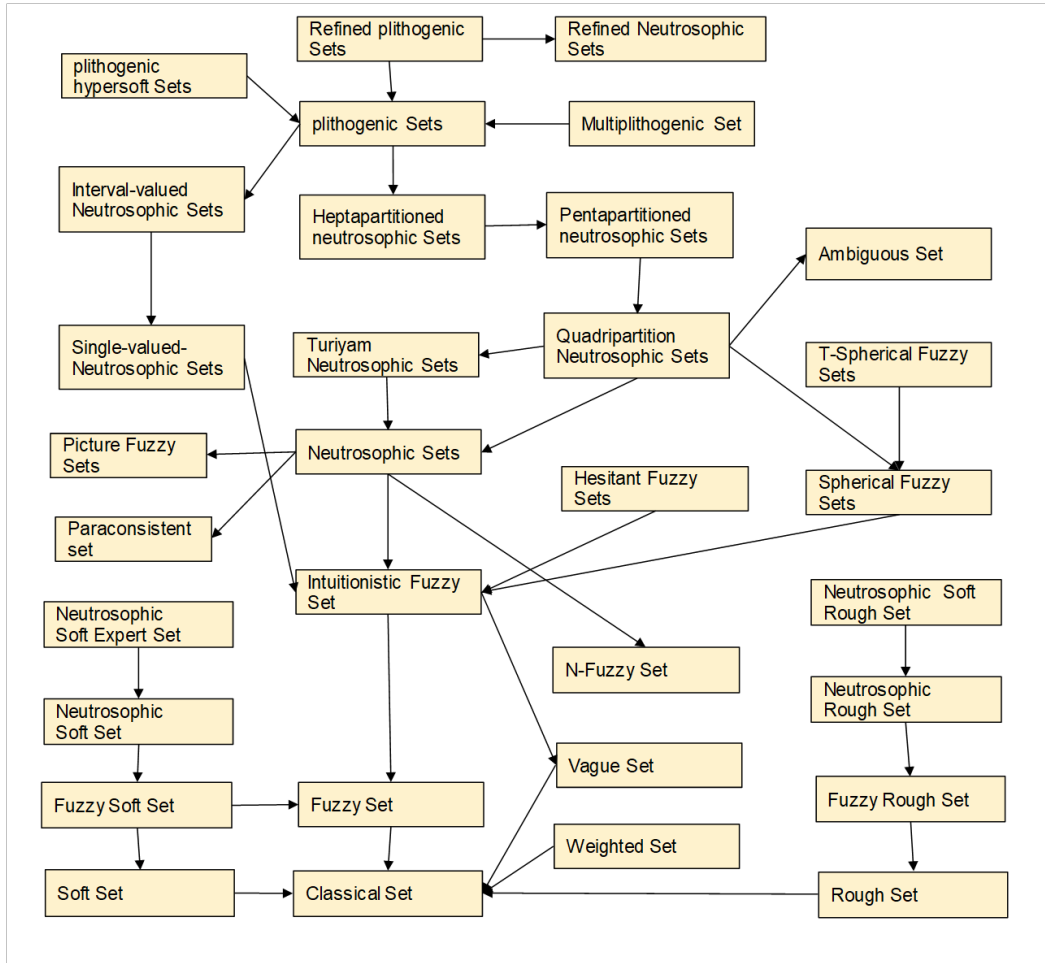 Refined plithogenic
Sets
Refined Neutrosophic
Sets
plithogenic
hypersoft Sets
plithogenic Sets
Multiplithogenic Set
Interval-valued
Neutrosophic Sets
Heptapartitioned
neutrosophic Sets
Pentapartitioned
neutrosophic Sets
Ambiguous Set
Single-valued-
Neutrosophic Sets
Turiyam
Neutrosophic Sets
Quadripartition
Neutrosophic Sets
T-Spherical Fuzzy
Sets
Picture Fuzzy
Sets
Neutrosophic Sets
Hesitant Fuzzy
Sets
Spherical Fuzzy
Sets
Paraconsistent
set
Intuitionistic Fuzzy
Set
Neutrosophic Soft
Rough Set
Neutrosophic
Soft Expert Set
N-Fuzzy Set
Neutrosophic
Rough Set
Neutrosophic
Soft Set
Vague Set
Fuzzy Soft Set
Fuzzy Set
Fuzzy Rough Set
Weighted Set
Soft Set
Classical Set
Rough Set